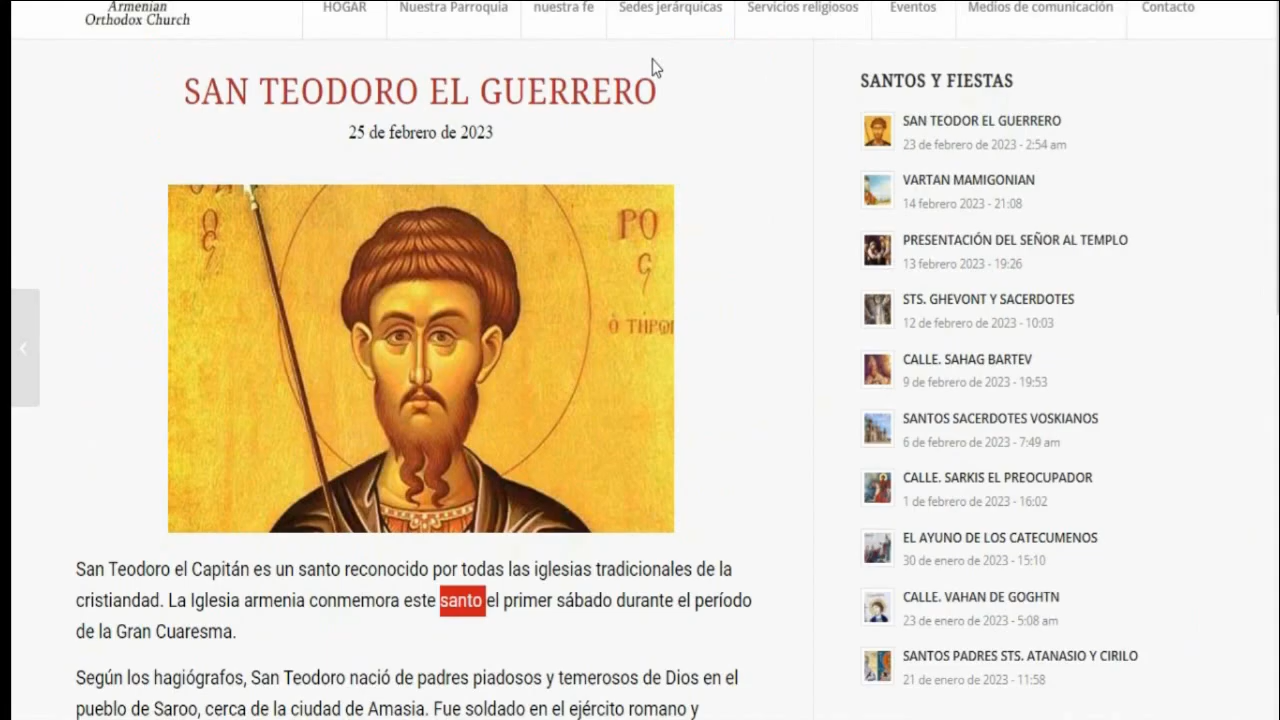 Armenian
Orthodox Church
HOGAR
Nuestra Parroquia
nuestra fe
Sedes jerárquicas
Servicios religiosos
Eventos
Medios de comunicación
Contacto
SAN TEODORO EL GUERRERO
25 de febrero de 2023
ΡΟ
ς
ὁ ΤΗΡΩΝ
San Teodoro el Capitán es un santo reconocido por todas las iglesias tradicionales de la
cristiandad. La Iglesia armenia conmemora este santo el primer sábado durante el período
de la Gran Cuaresma.
Según los hagiógrafos, San Teodoro nació de padres piadosos y temerosos de Dios en el
pueblo de Saroo, cerca de la ciudad de Amasia. Fue soldado en el ejército romano y
SANTOS Y FIESTAS
SAN TEODOR EL GUERRERO
23 de febrero de 2023 - 2:54 am
VARTAN MAMIGONIAN
14 febrero 2023 - 21:08
PRESENTACIÓN DEL SEÑOR AL TEMPLO
13 febrero 2023 - 19:26
STS. GHEVONT Y SACERDOTES
12 de febrero de 2023 - 10:03
CALLE. SAHAG BARTEV
9 de febrero de 2023 - 19:53
SANTOS SACERDOTES VOSKIANOS
6 de febrero de 2023 - 7:49 am
CALLE. SARKIS EL PREOCUPADOR
1 de febrero de 2023 - 16:02
EL AYUNO DE LOS CATECUMENOS
30 de enero de 2023 - 15:10
CALLE. VAHAN DE GOGHTN
23 de enero de 2023 - 5:08 am
SANTOS PADRES STS. ATANASIO Y CIRILO
21 de enero de 2023 - 11:58